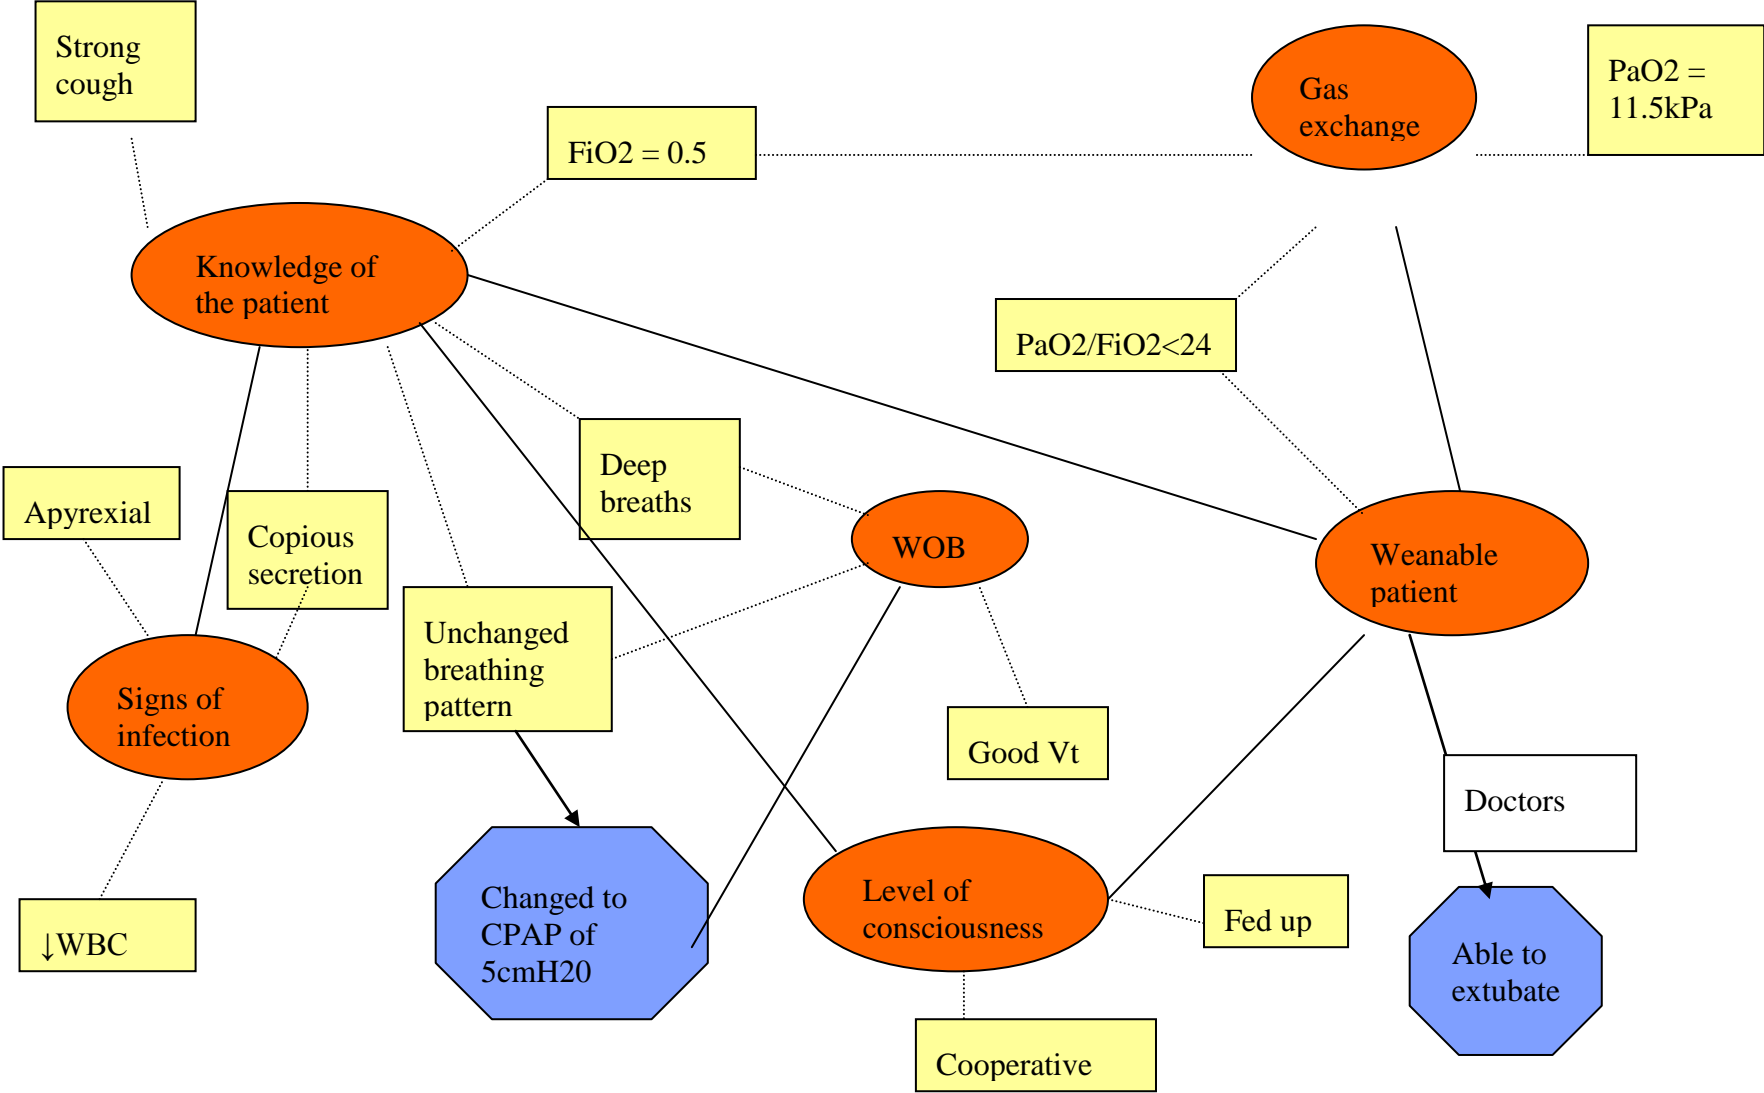 Strong
cough
Gas
exchange
PaO2 =
11.5kPa
FiO2 = 0.5
Knowledge of
the patient
PaO2/FiO2<24
Deep
breaths
Apyrexial
Copious
secretion
WOB
Weanable
patient
Unchanged
breathing
pattern
Signs of
infection
Good Vt
Doctors
Changed to
CPAP of
5cmH20
Level of
consciousness
Fed up
↓WBC
Able to
extubate
Cooperative